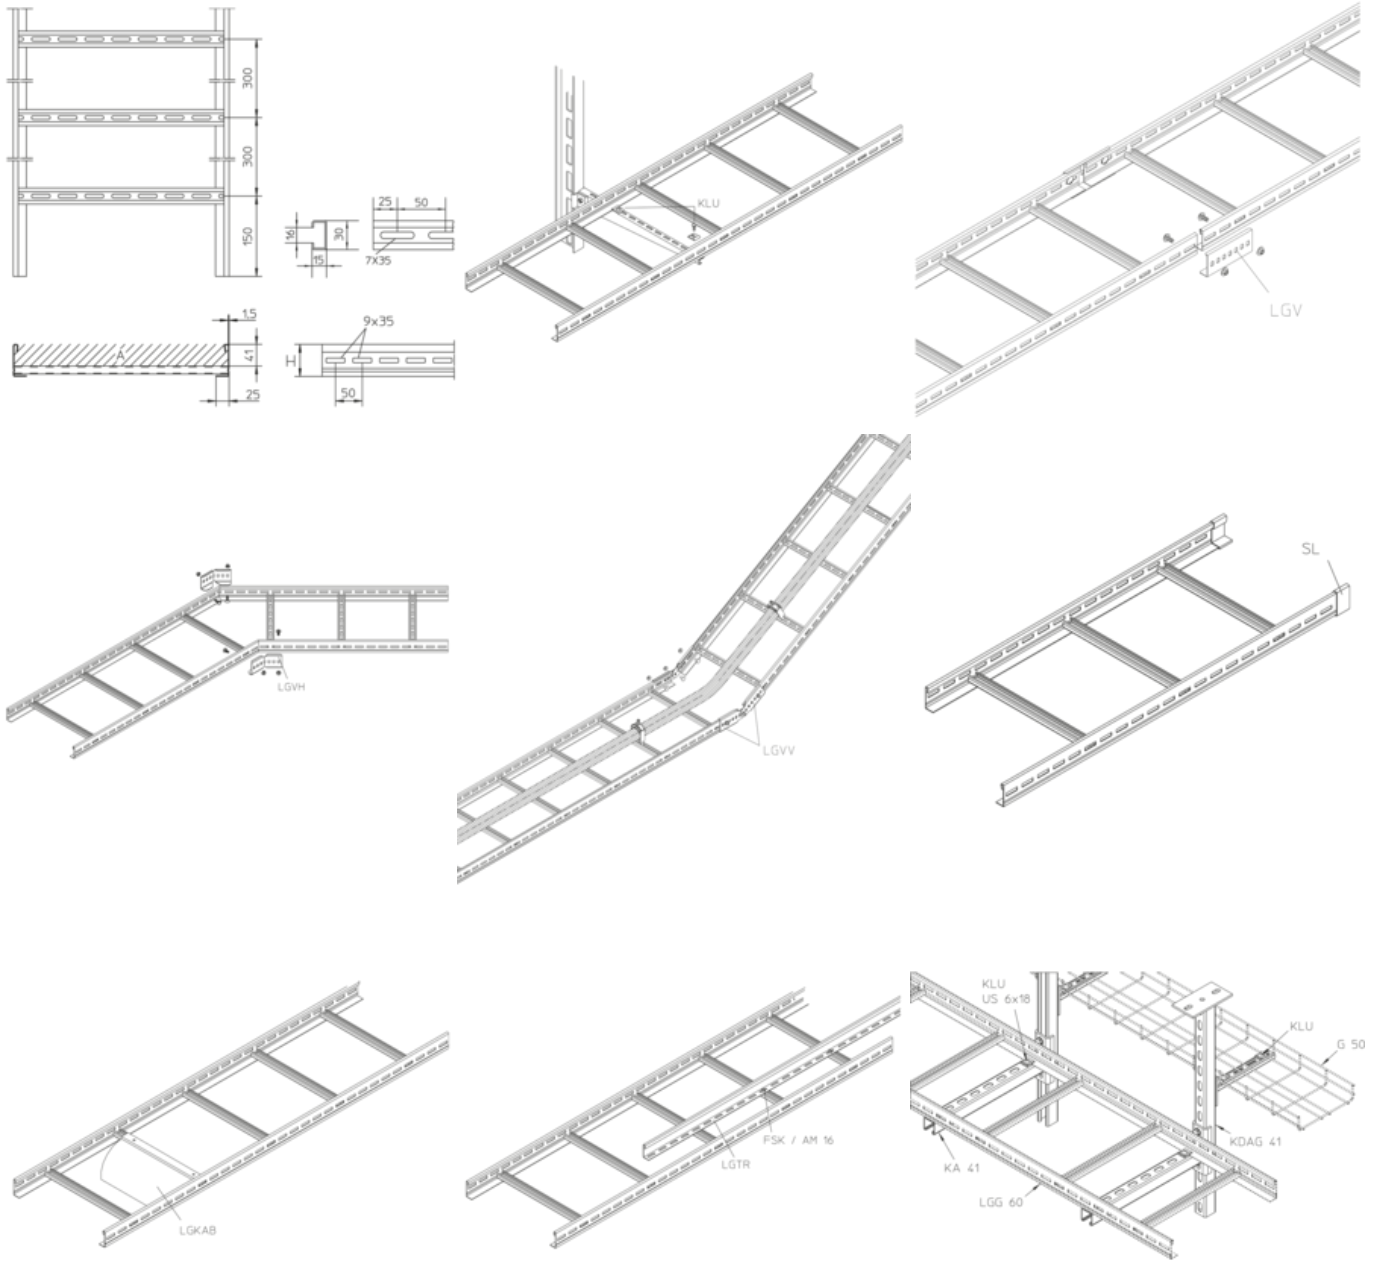 300
300
150
16
30
15
25
50
7X35
1,5
A
41
25
9x35
H
50
KLU
LGV
LGVH
LGVV
SL
LGKAB
FSK / AM 16
LGTR
KLU
US 6x18
KLU
G 50
KDAG 41
KA 41
LGG 60